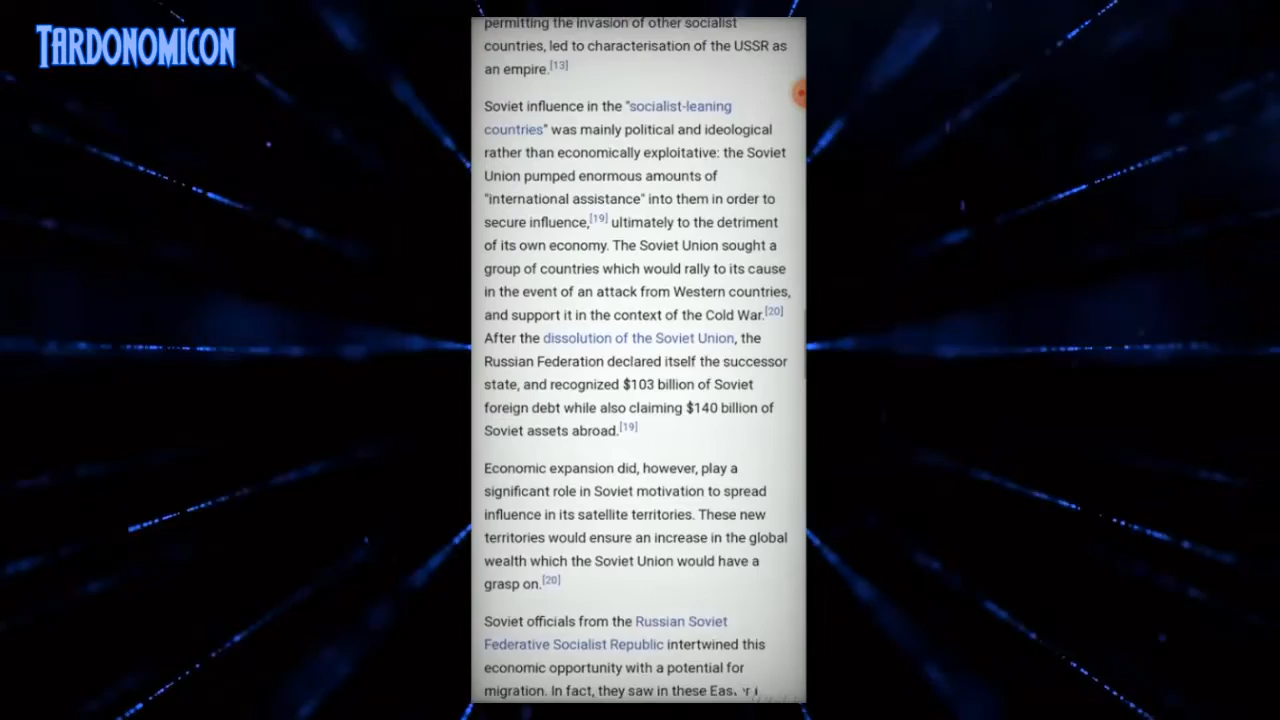 TARDONOMICON
permitting the invasion of other socialist
countries, led to characterisation of the USSR as
an empire.[13]
Soviet influence in the "socialist-leaning
countries" was mainly political and ideological
rather than economically exploitative: the Soviet
Union pumped enormous amounts of
"international assistance" into them in order to
secure influence,[19] ultimately to the detriment
of its own economy. The Soviet Union sought a
group of countries which would rally to its cause
in the event of an attack from Western countries,
and support it in the context of the Cold War.[20]
After the dissolution of the Soviet Union, the
Russian Federation declared itself the successor
state, and recognized $103 billion of Soviet
foreign debt while also claiming $140 billion of
Soviet assets abroad.[19]
Economic expansion did, however, play a
significant role in Soviet motivation to spread
influence in its satellite territories. These new
territories would ensure an increase in the global
wealth which the Soviet Union would have a
grasp on.[20]
Soviet officials from the Russian Soviet
Federative Socialist Republic intertwined this
economic opportunity with a potential for
migration. In fact, they saw in these